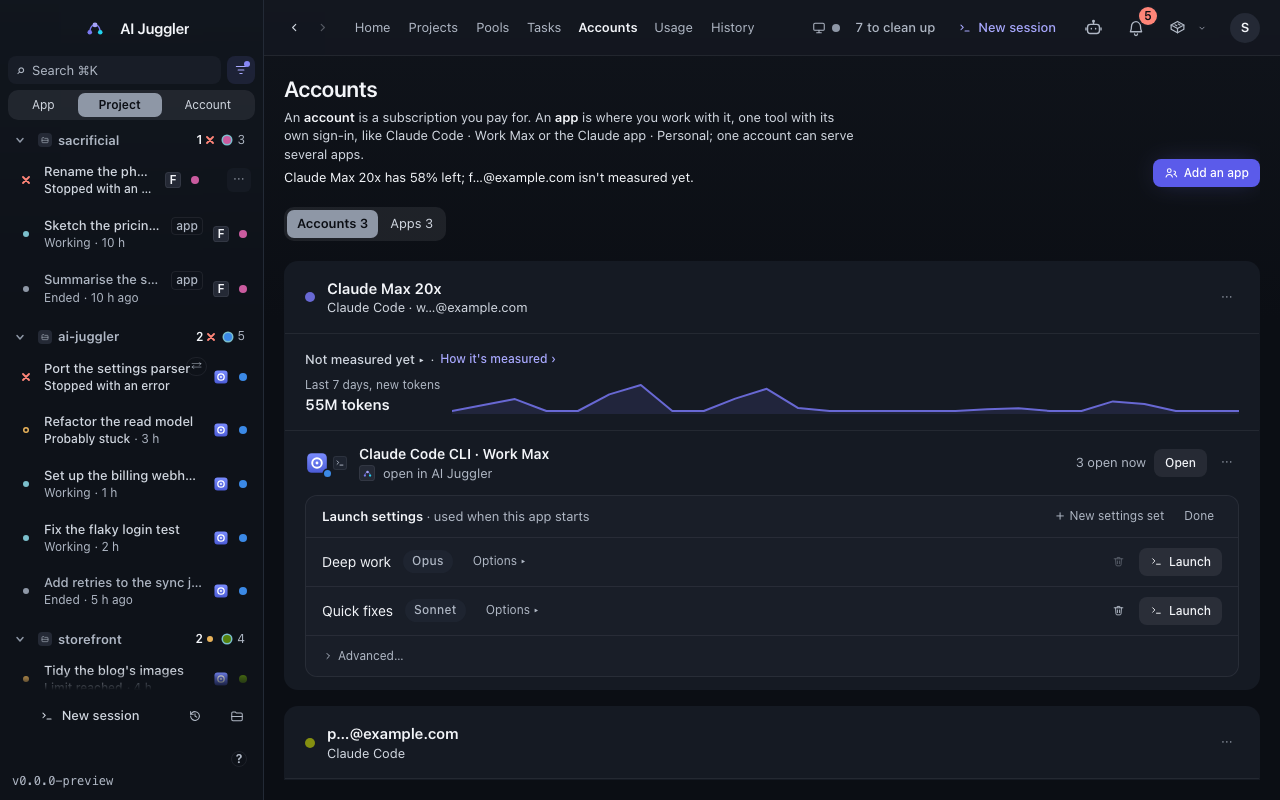 AI Juggler
Search ⌘K
App
Project
Account
sacrificial
1
3
Rename the ph...
Stopped with an ...
F
Sketch the pricin...
app
Working · 10 h
F
Summarise the s...
app
Ended · 10 h ago
F
ai-juggler
2
5
Port the settings parser
Stopped with an error
Refactor the read model
Probably stuck · 3 h
Set up the billing webh...
Working · 1 h
Fix the flaky login test
Working · 2 h
Add retries to the sync j...
Ended · 5 h ago
storefront
2
4
Tidy the blog's images
Limit reached · 4 h
New session
?
v0.0.0-preview
Home
Projects
Pools
Tasks
Accounts
Usage
History
7 to clean up
New session
5
S
Accounts
An account is a subscription you pay for. An app is where you work with it, one tool with its
own sign-in, like Claude Code · Work Max or the Claude app · Personal; one account can serve
several apps.
Claude Max 20x has 58% left; f...@example.com isn't measured yet.
Add an app
Accounts 3
Apps 3
Claude Max 20x
Claude Code · w...@example.com
Not measured yet ▸ · How it's measured ›
Last 7 days, new tokens
55M tokens
Claude Code CLI · Work Max
open in AI Juggler
3 open now
Open
Launch settings · used when this app starts
+ New settings set
Done
Deep work
Opus
Options ▸
Launch
Quick fixes
Sonnet
Options ▸
Launch
Advanced...
p...@example.com
Claude Code